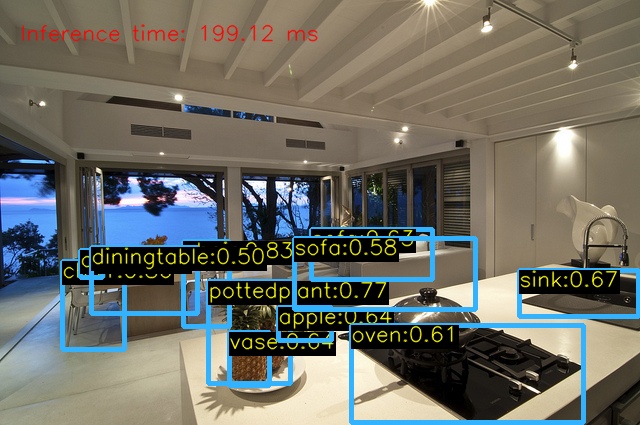 Inference time: 199.12 ms
sofa:0.58
diningtable:0.50
sink:0.67
pottedplant:0.77
apple:0.64
oven:0.61
vase:0.64